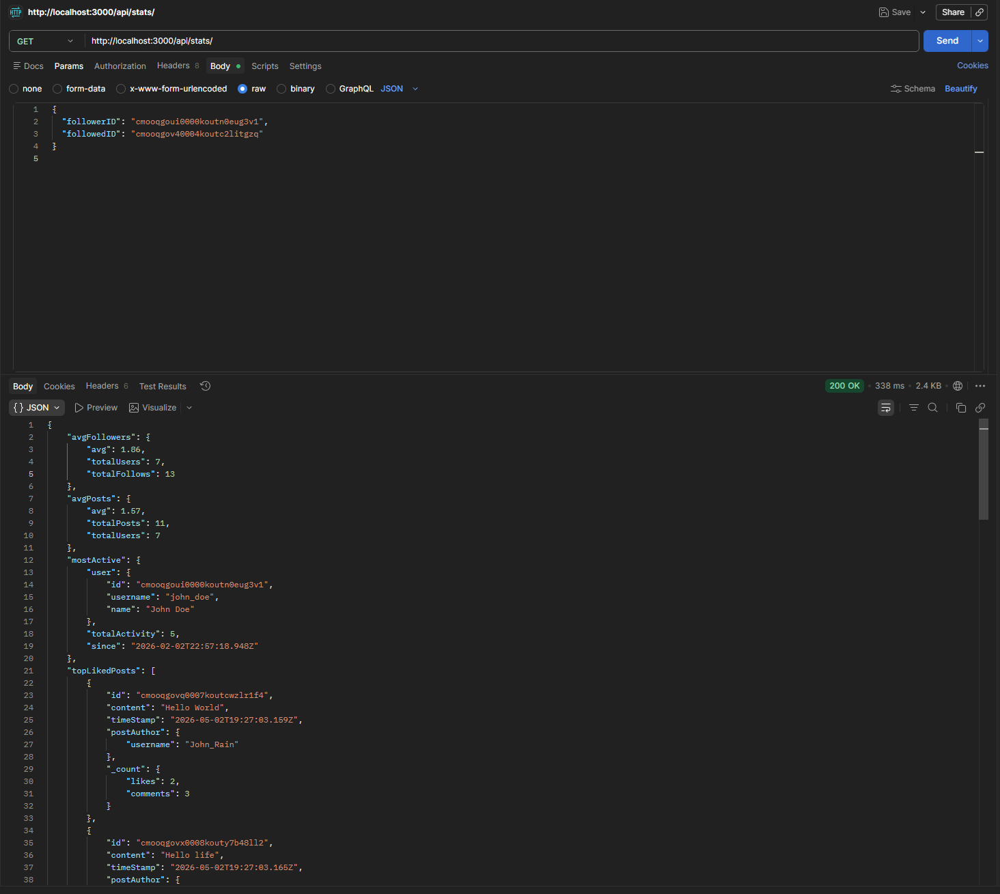 HTTP http://localhost:3000/api/stats/ Save Share
GET http://localhost:3000/api/stats/ Send
Docs Params Authorization Headers 8 Body Scripts Settings Cookies
none form-data x-www-form-urlencoded raw binary GraphQL JSON Schema Beautify
1 {
2 "followerID": "cmooqgoui0000koutn0eug3v1",
3 "followedID": "cmooqgov40004koutc2litgzq"
4 }
5
Body Cookies Headers 6 Test Results 200 OK • 338 ms • 2.4 KB •
{} JSON Preview Visualize
1 {
2 "avgFollowers": {
3 "avg": 1.86,
4 "totalUsers": 7,
5 "totalFollows": 13
6 },
7 "avgPosts": {
8 "avg": 1.57,
9 "totalPosts": 11,
10 "totalUsers": 7
11 },
12 "mostActive": {
13 "user": {
14 "id": "cmooqgoui0000koutn0eug3v1",
15 "username": "john_doe",
16 "name": "John Doe"
17 },
18 "totalActivity": 5,
19 "since": "2026-02-02T22:57:18.948Z"
20 },
21 "topLikedPosts": [
22 {
23 "id": "cmooqgovq0007koutcwzlr1f4",
24 "content": "Hello World",
25 "timeStamp": "2026-05-02T19:27:03.159Z",
26 "postAuthor": {
27 "username": "John_Rain"
28 },
29 "_count": {
30 "likes": 2,
31 "comments": 3
32 }
33 },
34 {
35 "id": "cmooqgovx0008kouty7b48ll2",
36 "content": "Hello life",
37 "timeStamp": "2026-05-02T19:27:03.165Z",
38 "postAuthor": {